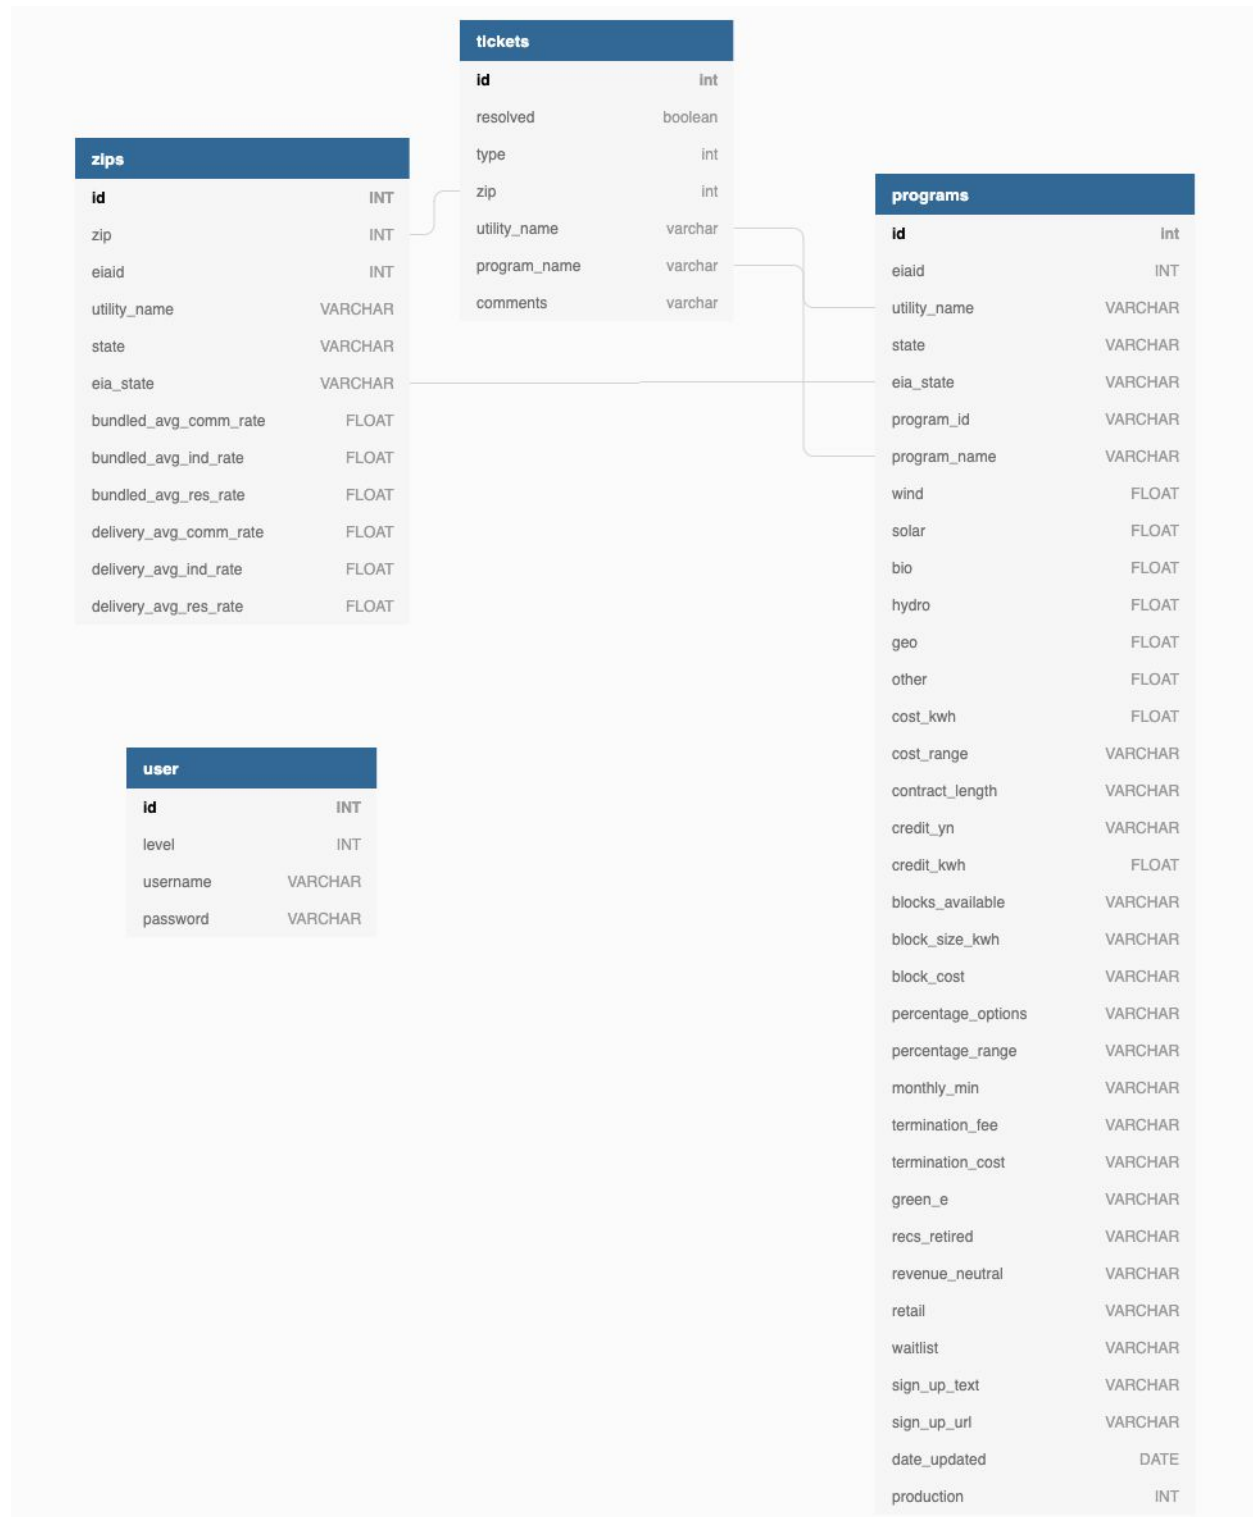 tickets
id int
resolved boolean
type int
zip int
utility_name varchar
program_name varchar
comments varchar
zips
id INT
zip INT
eiaid INT
utility_name VARCHAR
state VARCHAR
eia_state VARCHAR
bundled_avg_comm_rate FLOAT
bundled_avg_ind_rate FLOAT
bundled_avg_res_rate FLOAT
delivery_avg_comm_rate FLOAT
delivery_avg_ind_rate FLOAT
delivery_avg_res_rate FLOAT
user
id INT
level INT
username VARCHAR
password VARCHAR
programs
id int
eiaid INT
utility_name VARCHAR
state VARCHAR
eia_state VARCHAR
program_id VARCHAR
program_name VARCHAR
wind FLOAT
solar FLOAT
bio FLOAT
hydro FLOAT
geo FLOAT
other FLOAT
cost_kwh FLOAT
cost_range VARCHAR
contract_length VARCHAR
credit_yn VARCHAR
credit_kwh FLOAT
blocks_available VARCHAR
block_size_kwh VARCHAR
block_cost VARCHAR
percentage_options VARCHAR
percentage_range VARCHAR
monthly_min VARCHAR
termination_fee VARCHAR
termination_cost VARCHAR
green_e VARCHAR
recs_retired VARCHAR
revenue_neutral VARCHAR
retail VARCHAR
waitlist VARCHAR
sign_up_text VARCHAR
sign_up_url VARCHAR
date_updated DATE
production INT